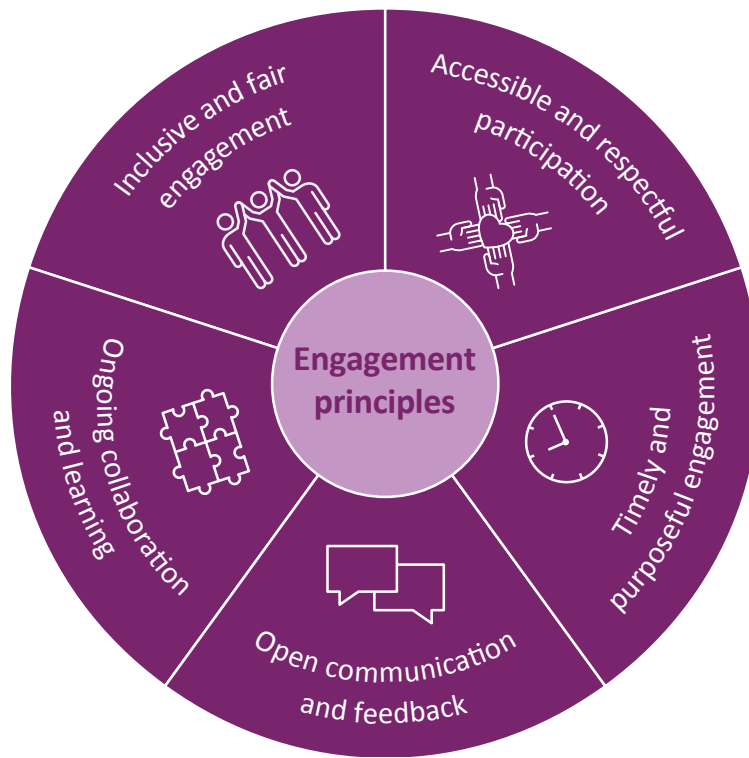 Engagement
principles
Accessible and respectful
participation
Timely and
purposeful engagement
Open communication
and feedback
Ongoing collaboration
and learning
Inclusive and fair
engagement